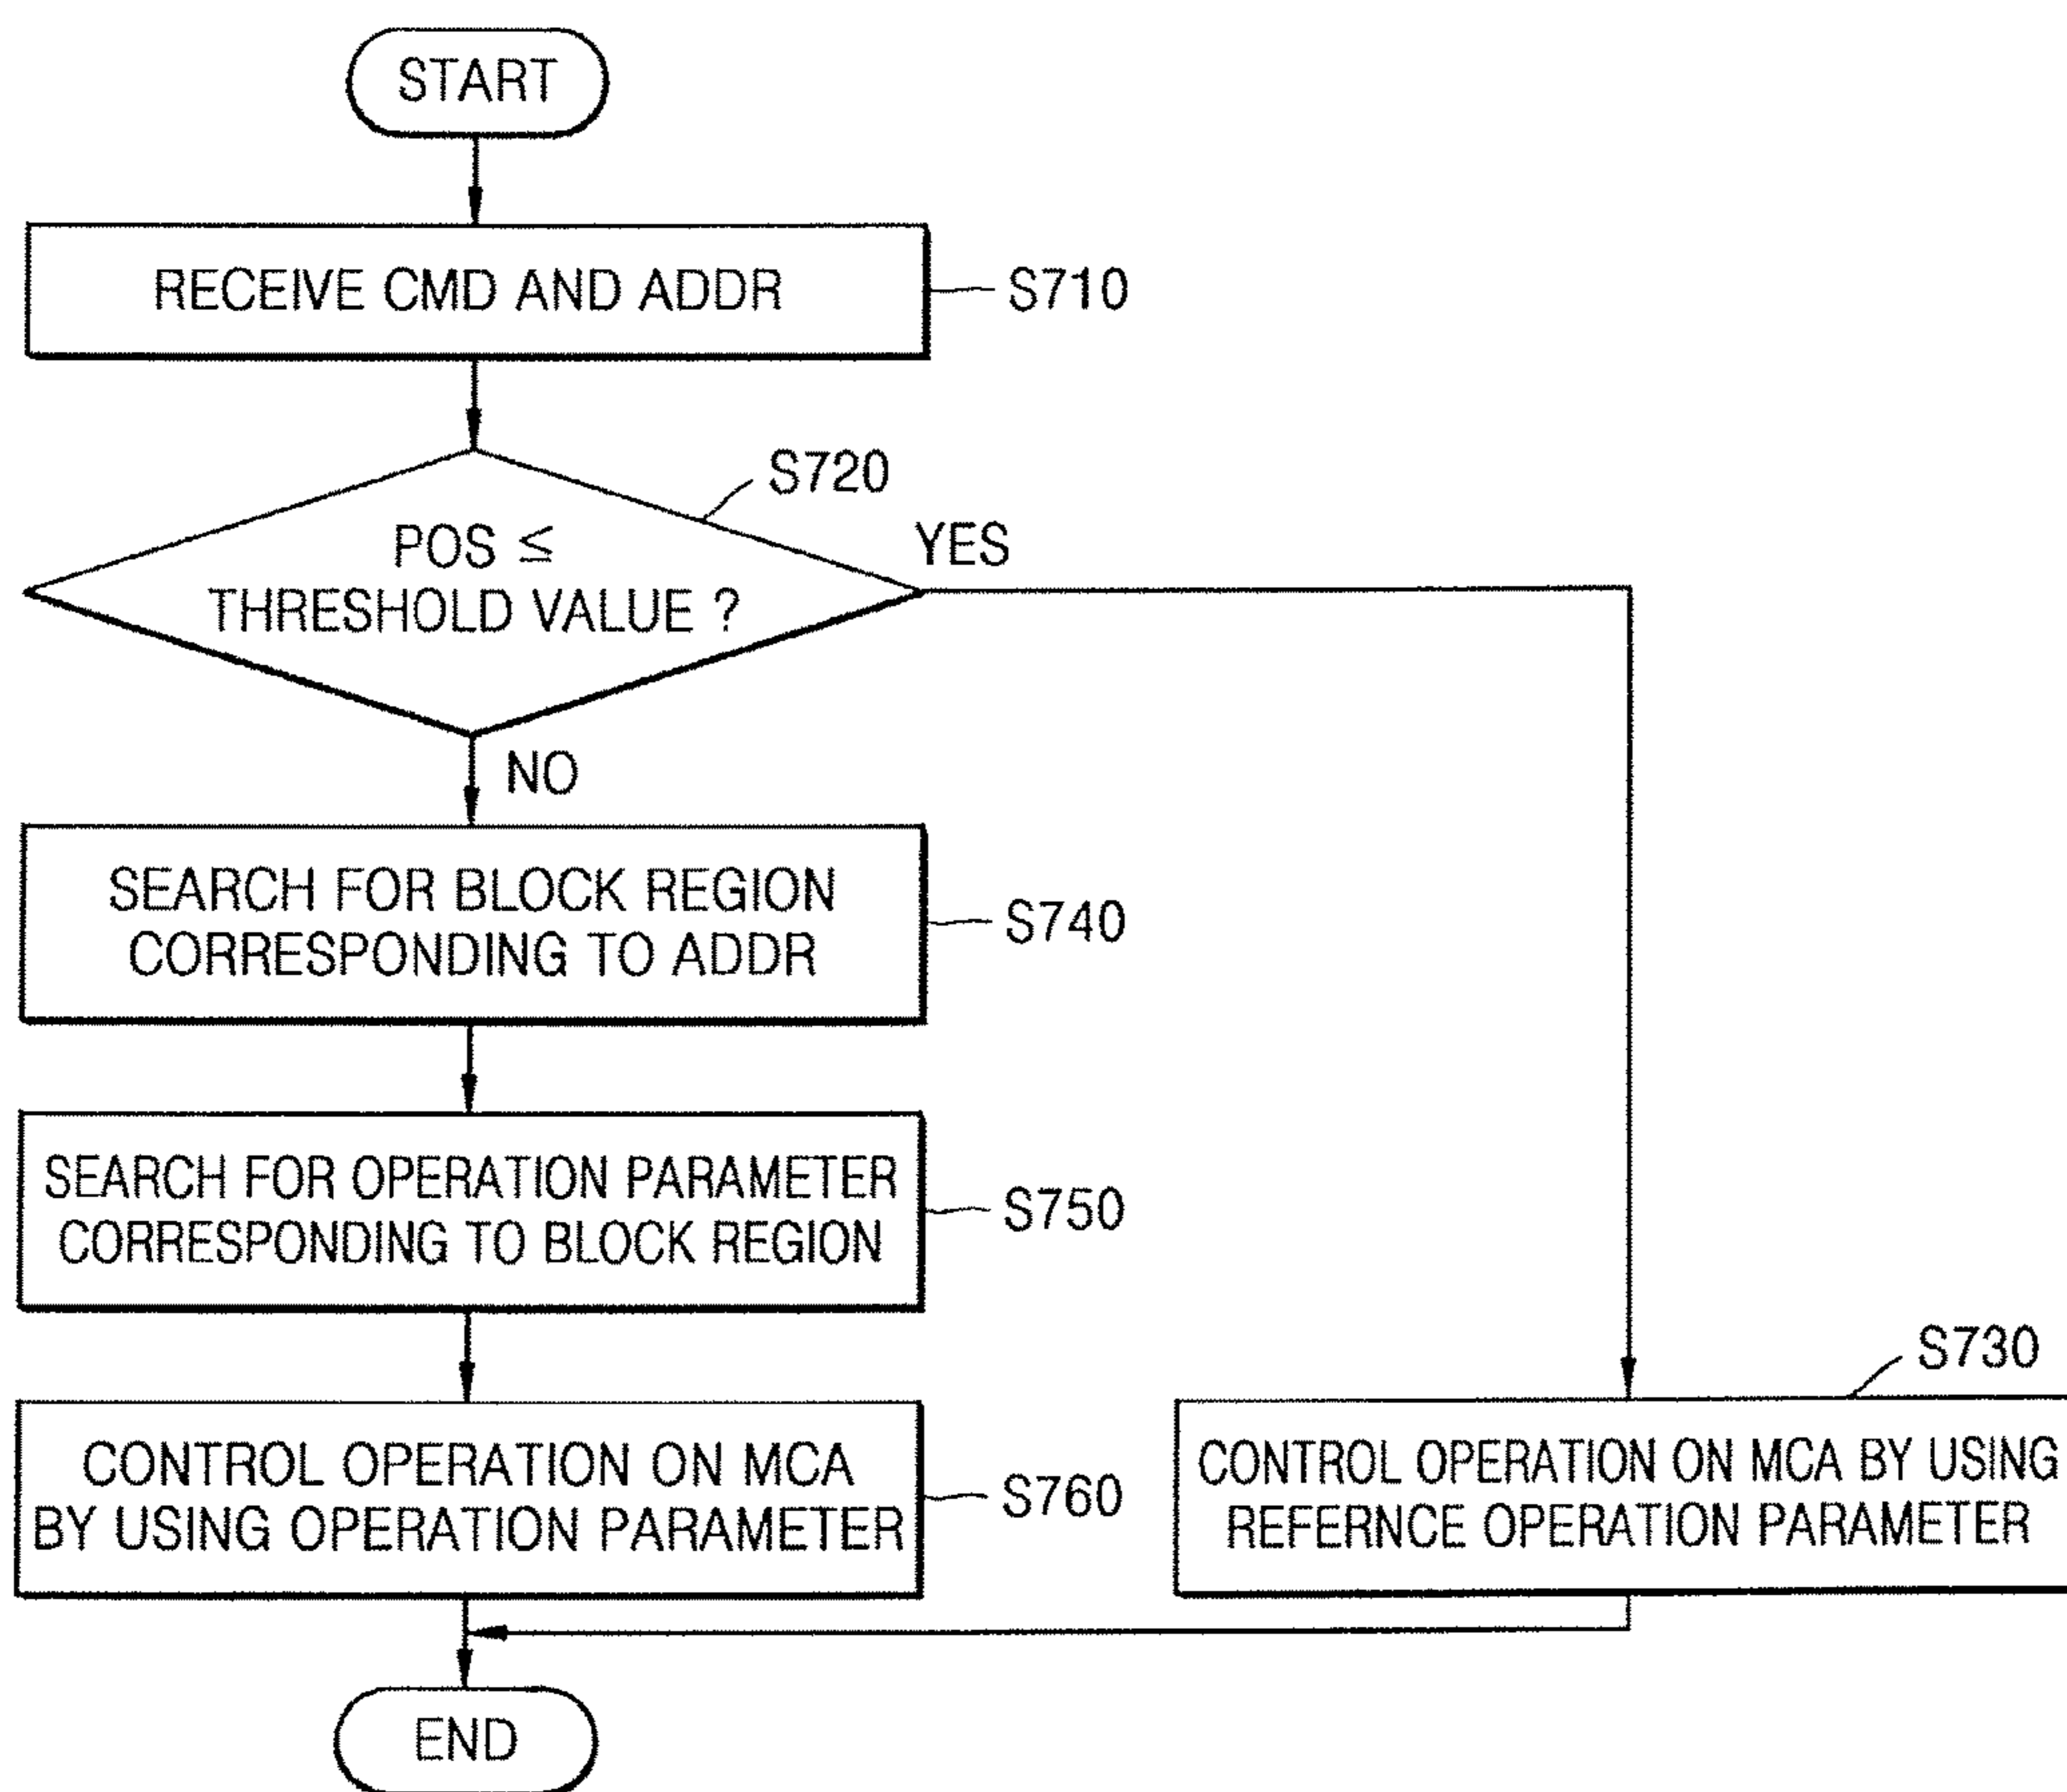 START
RECEIVE CMD AND ADDR
S710
S720
POS ≦
THRESHOLD VALUE ?
YES
NO
SEARCH FOR BLOCK REGION
CORRESPONDING TO ADDR
S740
SEARCH FOR OPERATION PARAMETER
CORRESPONDING TO BLOCK REGION
S750
S730
CONTROL OPERATION ON MCA
BY USING OPERATION PARAMETER
S760
CONTROL OPERATION ON MCA BY USING
REFERNCE OPERATION PARAMETER
END